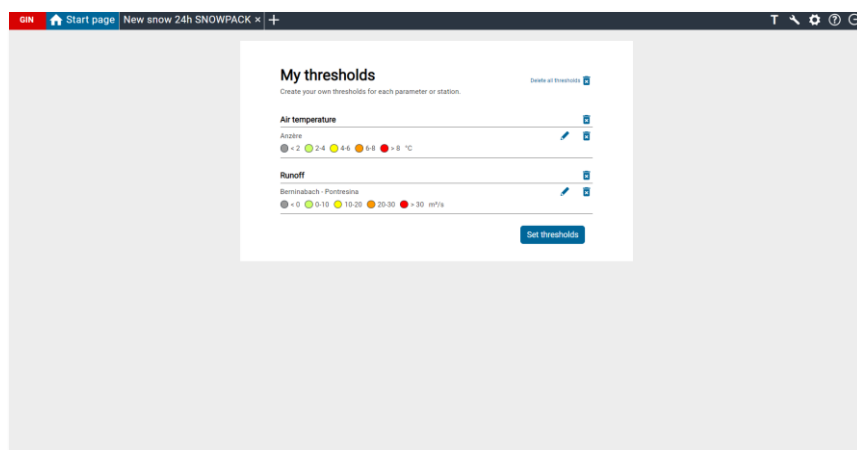 GIN Start page New snow 24h SNOWPACK × +
T
My thresholds
Delete all thresholds
Create your own thresholds for each parameter or station.
Air temperature
Anzère
< 2 2-4 4-6 6-8 > 8 °C
Runoff
Berninabach - Pontresina
< 0 0-10 10-20 20-30 > 30 m³/s
Set thresholds